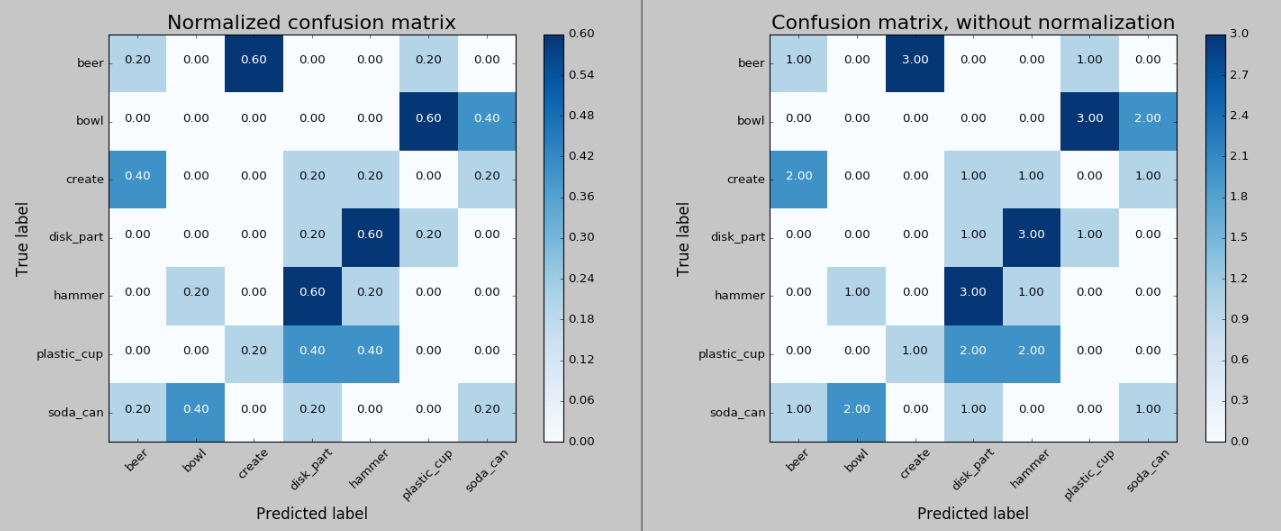 Normalized confusion matrix
beer 0.20 0.00 0.60 0.00 0.00 0.20 0.00
bowl 0.00 0.00 0.00 0.00 0.00 0.60 0.40
create 0.40 0.00 0.00 0.20 0.20 0.00 0.20
disk_part 0.00 0.00 0.00 0.20 0.60 0.20 0.00
hammer 0.00 0.20 0.00 0.60 0.20 0.00 0.00
plastic_cup 0.00 0.00 0.20 0.40 0.40 0.00 0.00
soda_can 0.20 0.40 0.00 0.20 0.00 0.00 0.20
beer bowl create disk_part hammer plastic_cup soda_can
True label
Predicted label
0.60
0.54
0.48
0.42
0.36
0.30
0.24
0.18
0.12
0.06
0.00
Confusion matrix, without normalization
beer 1.00 0.00 3.00 0.00 0.00 1.00 0.00
bowl 0.00 0.00 0.00 0.00 0.00 3.00 2.00
create 2.00 0.00 0.00 1.00 1.00 0.00 1.00
disk_part 0.00 0.00 0.00 1.00 3.00 1.00 0.00
hammer 0.00 1.00 0.00 3.00 1.00 0.00 0.00
plastic_cup 0.00 0.00 1.00 2.00 2.00 0.00 0.00
soda_can 1.00 2.00 0.00 1.00 0.00 0.00 1.00
beer bowl create disk_part hammer plastic_cup soda_can
True label
Predicted label
3.0
2.7
2.4
2.1
1.8
1.5
1.2
0.9
0.6
0.3
0.0